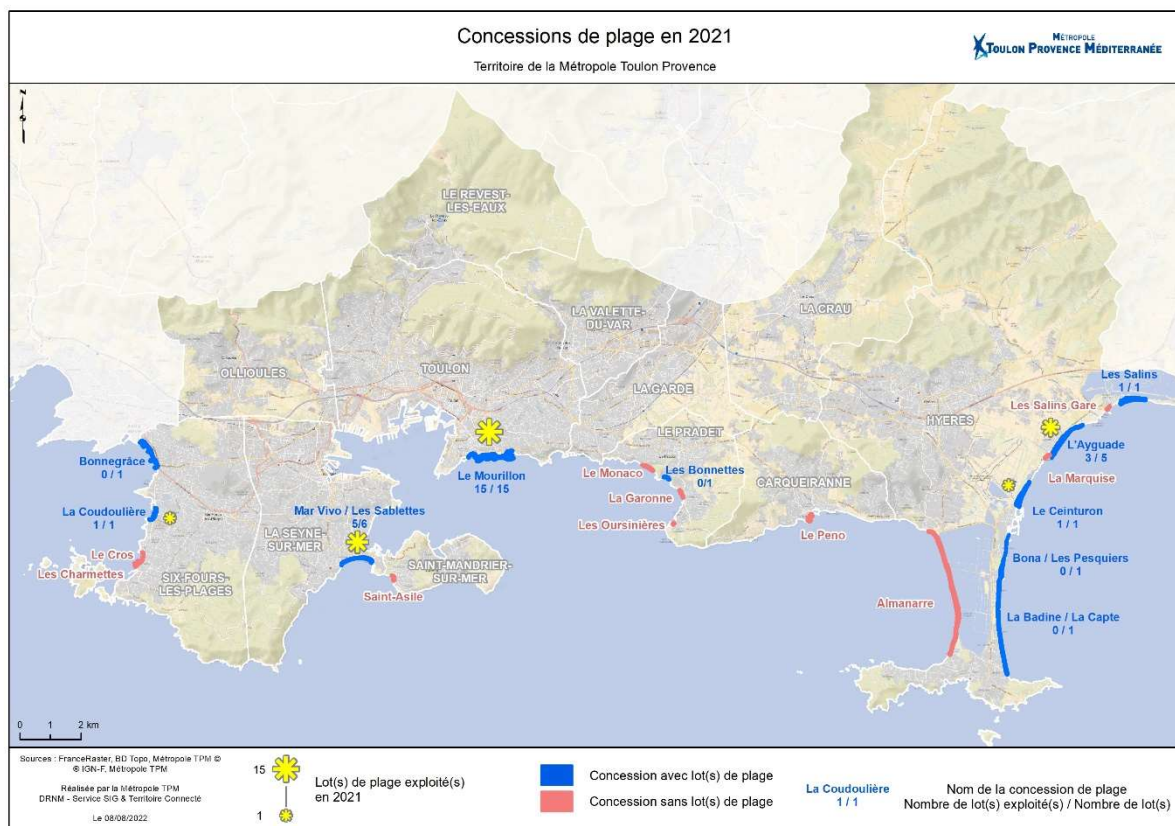 Concessions de plage en 2021
Territoire de la Métropole Toulon Provence
MÉTROPOLE
TOULON PROVENCE MÉDITERRANÉE
LE REVEST-
LES-EAUX
LA VALETTE-
DU-VAR
LA CRAU
OLLIOULES
TOULON
LA GARDE
HYERES
Les Salins
1 / 1
Les Salins Gare
L'Ayguade
3 / 5
La Marquise
LE PRADET
Bonnegrâce
0 / 1
Le Mourillon
15 / 15
Le Monaco
Les Bonnettes
0/1
CARQUEIRANNE
La Garonne
Le Ceinturon
1 / 1
La Coudoulière
1 / 1
Mar Vivo / Les Sablettes
5/6
LA SEYNE-
SUR-MER
Les Oursinières
Le Peno
Le Cros
Les Charmettes
SIX-FOURS-
LES-PLAGES
SAINT-MANDRIER-
SUR-MER
Saint-Asile
Bona / Les Pesquiers
0 / 1
Almanarre
La Badine / La Capte
0 / 1
0 1 2 km
Sources : FranceRaster, BD Topo, Métropole TPM ©
® IGN-F, Métropole TPM
Réalisée par la Métropole TPM
DRNM - Service SIG & Territoire Connecté
Le 08/08/2022
15
1
Lot(s) de plage exploité(s)
en 2021
Concession avec lot(s) de plage
Concession sans lot(s) de plage
La Coudoulière
1 / 1
Nom de la concession de plage
Nombre de lot(s) exploité(s) / Nombre de lot(s)